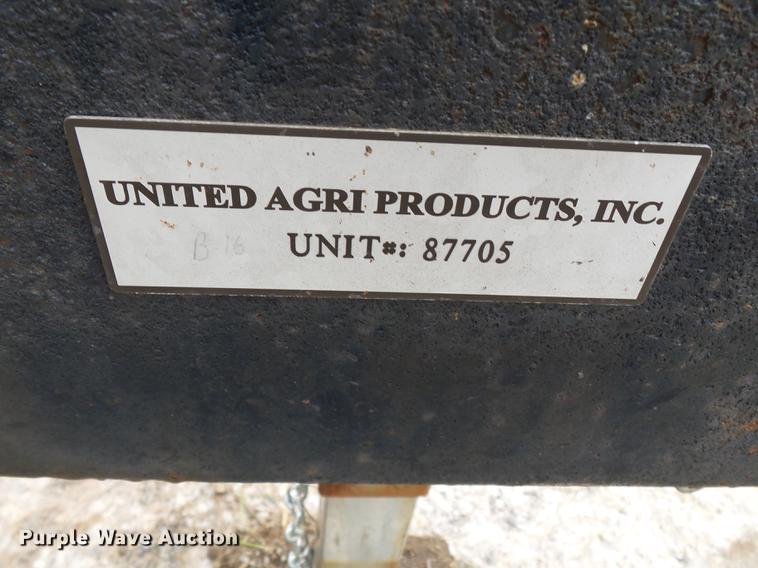 UNITED AGRI PRODUCTS, INC.
B 16 UNIT#: 87705
Purple Wave Auction